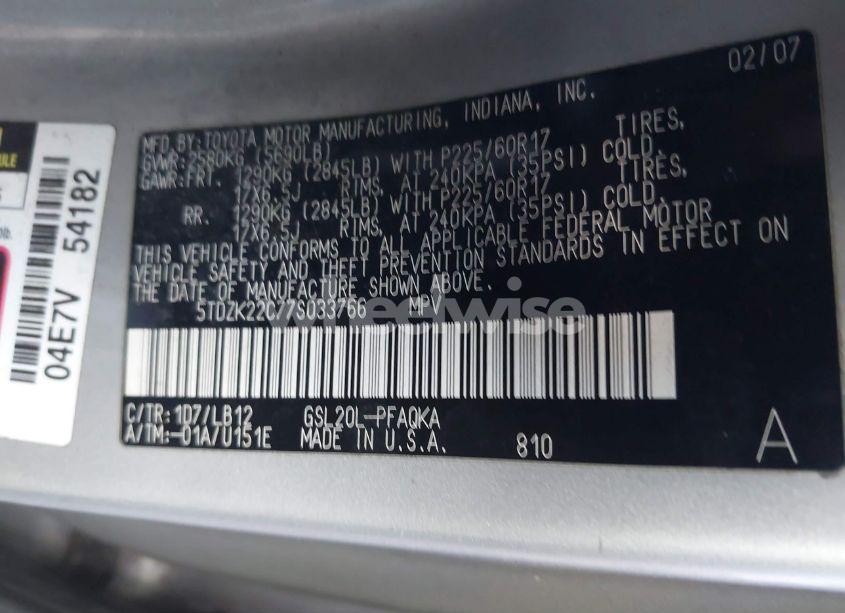 02/07
MFD.BY:TOYOTA MOTOR MANUFACTURING, INDIANA, INC.
GVWR:2580KG (5690LB)
GAWR:FRT. 1290KG (2845LB) WITH P225/60R17 TIRES,
17X6.5J RIMS, AT 240KPA (35PSI) COLD.
RR. 1290KG (2845LB) WITH P225/60R17 TIRES,
17X6.5J RIMS, AT 240KPA (35PSI) COLD.
THIS VEHICLE CONFORMS TO ALL APPLICABLE FEDERAL MOTOR
VEHICLE SAFETY AND THEFT PREVENTION STANDARDS IN EFFECT ON
THE DATE OF MANUFACTURE SHOWN ABOVE.
5TDZK22C77S033766 MPV
wheelwise
C/TR:1D7/LB12 GSL20L-PFAQKA
A/TM:-01A/U151E MADE IN U.S.A. 810 A
04E7V 54182